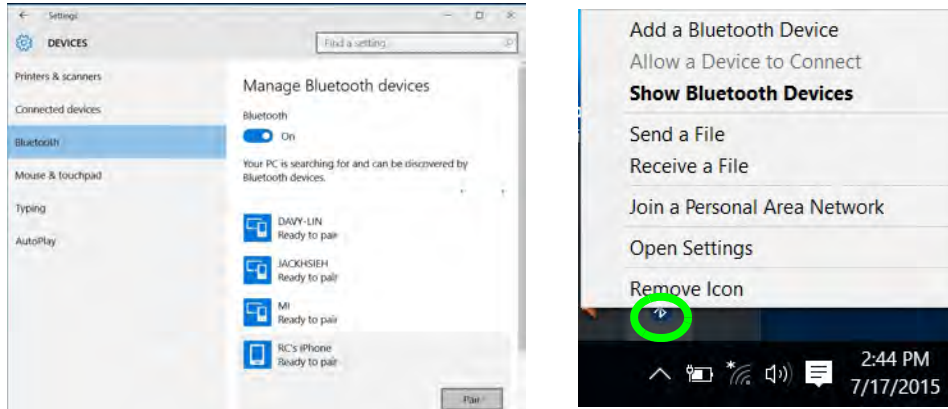 Settings
DEVICES
Find a setting
Printers & scanners
Connected devices
Bluetooth
Mouse & touchpad
Typing
AutoPlay
Manage Bluetooth devices
Bluetooth
On
Your PC is searching for and can be discovered by
Bluetooth devices.
DAVY-LIN
Ready to pair
JACKHSIEH
Ready to pair
MI
Ready to pair
RC's iPhone
Ready to pair
Pair
Add a Bluetooth Device
Allow a Device to Connect
Show Bluetooth Devices
Send a File
Receive a File
Join a Personal Area Network
Open Settings
Remove Icon
2:44 PM
7/17/2015